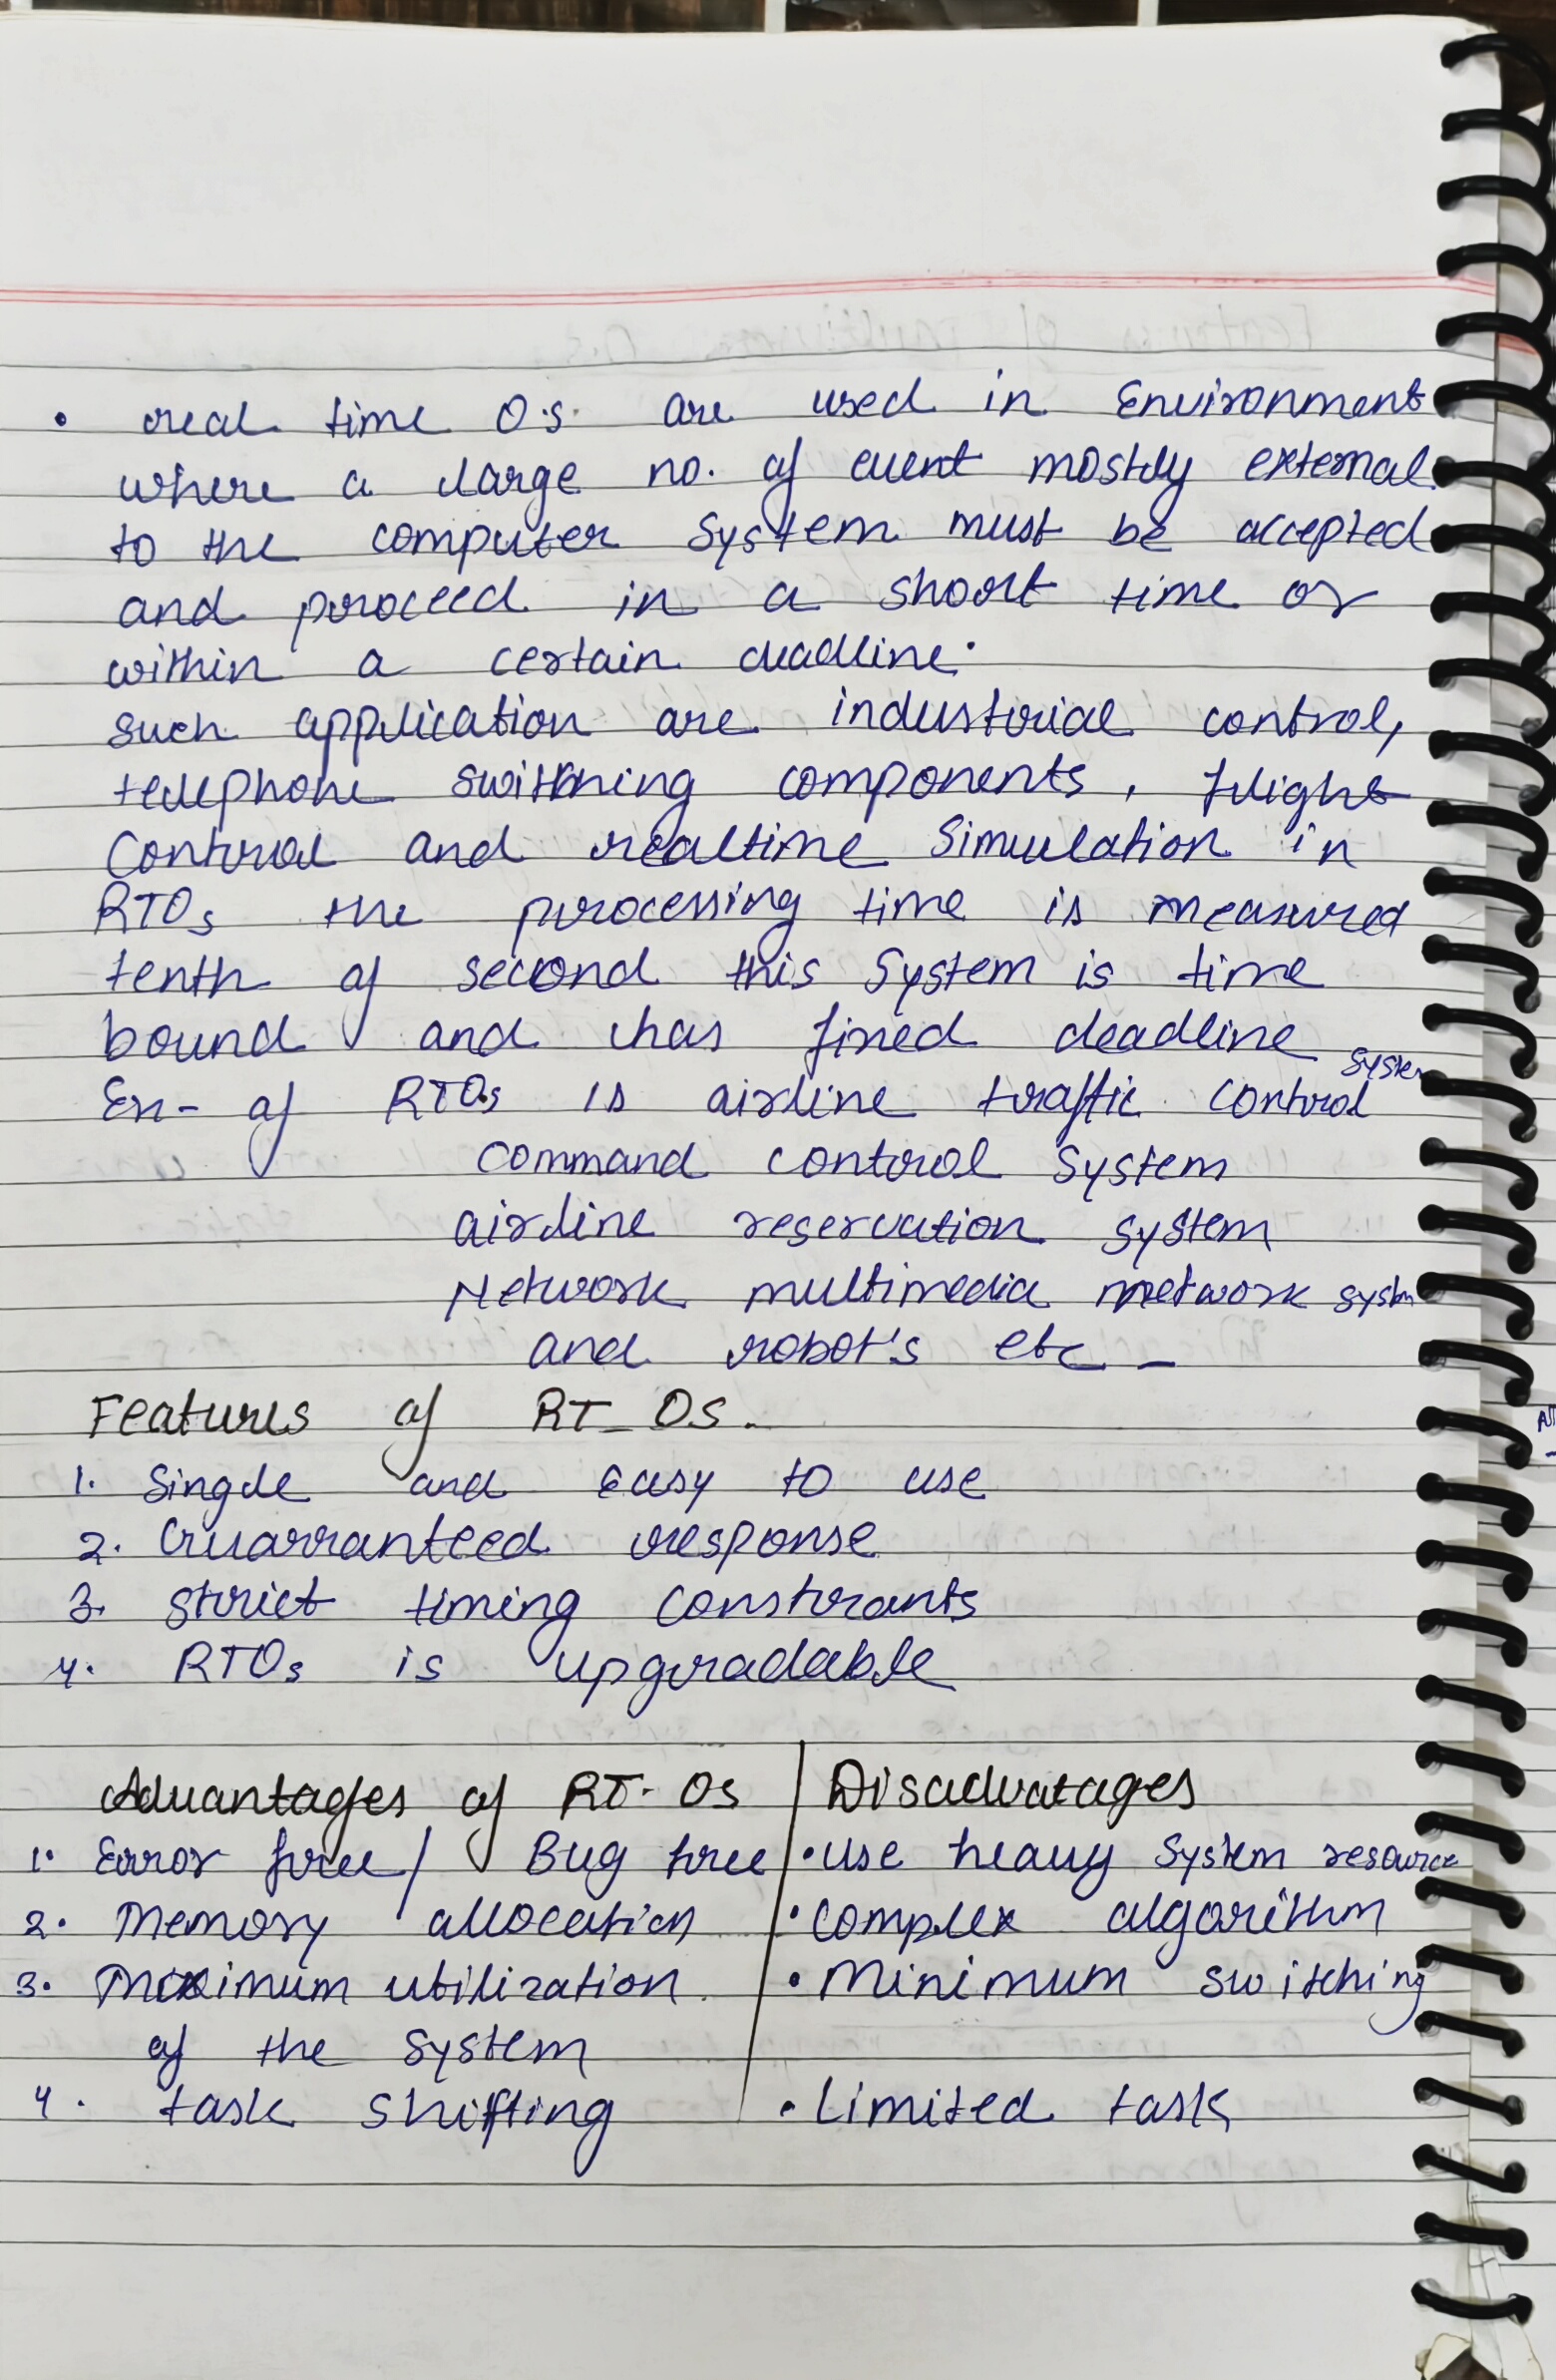 • real time O.S. are used in Environment
where a large no. of event mostly external
to the computer system must be accepted
and proceed in a short time or
within a certain deadline.
such application are industrial control,
telephone switching components, flight
Control and realtime Simulation in
RTOs the processing time is measured
tenth of second this System is time
bound and has fixed deadline
Ex- of RTOs is airline traffic control system
command control system
airline reservation system
Network multimedia network system
and robot's etc -
Features of RT-OS.
1. Single and Easy to use
2. Guarranteed response
3. strict timing constrants
4. RTOs is upgradable
Advantages of RT-Os | Disadvatages
1. Error free / Bug free | • use heavy system resource
2. Memory allocation | • complex algorithm
3. Maximum utilization | • Minimum switching
of the system
4. task shifting | • Limited task